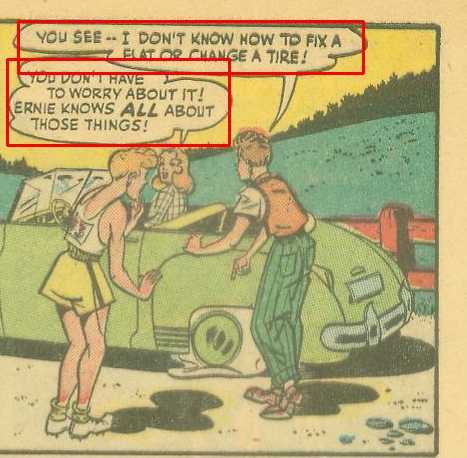 YOU SEE -- I DON'T KNOW HOW TO FIX A
FLAT OR CHANGE A TIRE!
YOU DON'T HAVE
TO WORRY ABOUT IT!
ERNIE KNOWS ALL ABOUT
THOSE THINGS!